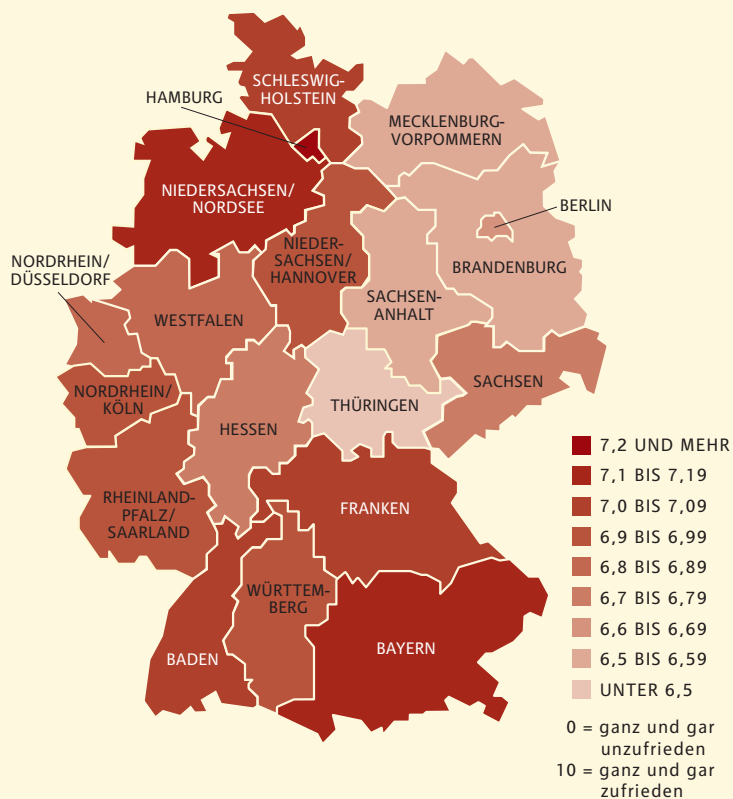 SCHLESWIG-
HOLSTEIN
HAMBURG
MECKLENBURG-
VORPOMMERN
NIEDERSACHSEN/
NORDSEE
BERLIN
NIEDER-
SACHSEN/
HANNOVER
BRANDENBURG
NORDRHEIN/
DÜSSELDORF
SACHSEN-
ANHALT
WESTFALEN
SACHSEN
NORDRHEIN/
KÖLN
THÜRINGEN
HESSEN
RHEINLAND-
PFALZ/
SAARLAND
FRANKEN
WÜRTTEM-
BERG
BADEN
BAYERN
7,2 UND MEHR
7,1 BIS 7,19
7,0 BIS 7,09
6,9 BIS 6,99
6,8 BIS 6,89
6,7 BIS 6,79
6,6 BIS 6,69
6,5 BIS 6,59
UNTER 6,5
0 = ganz und gar
unzufrieden
10 = ganz und gar
zufrieden